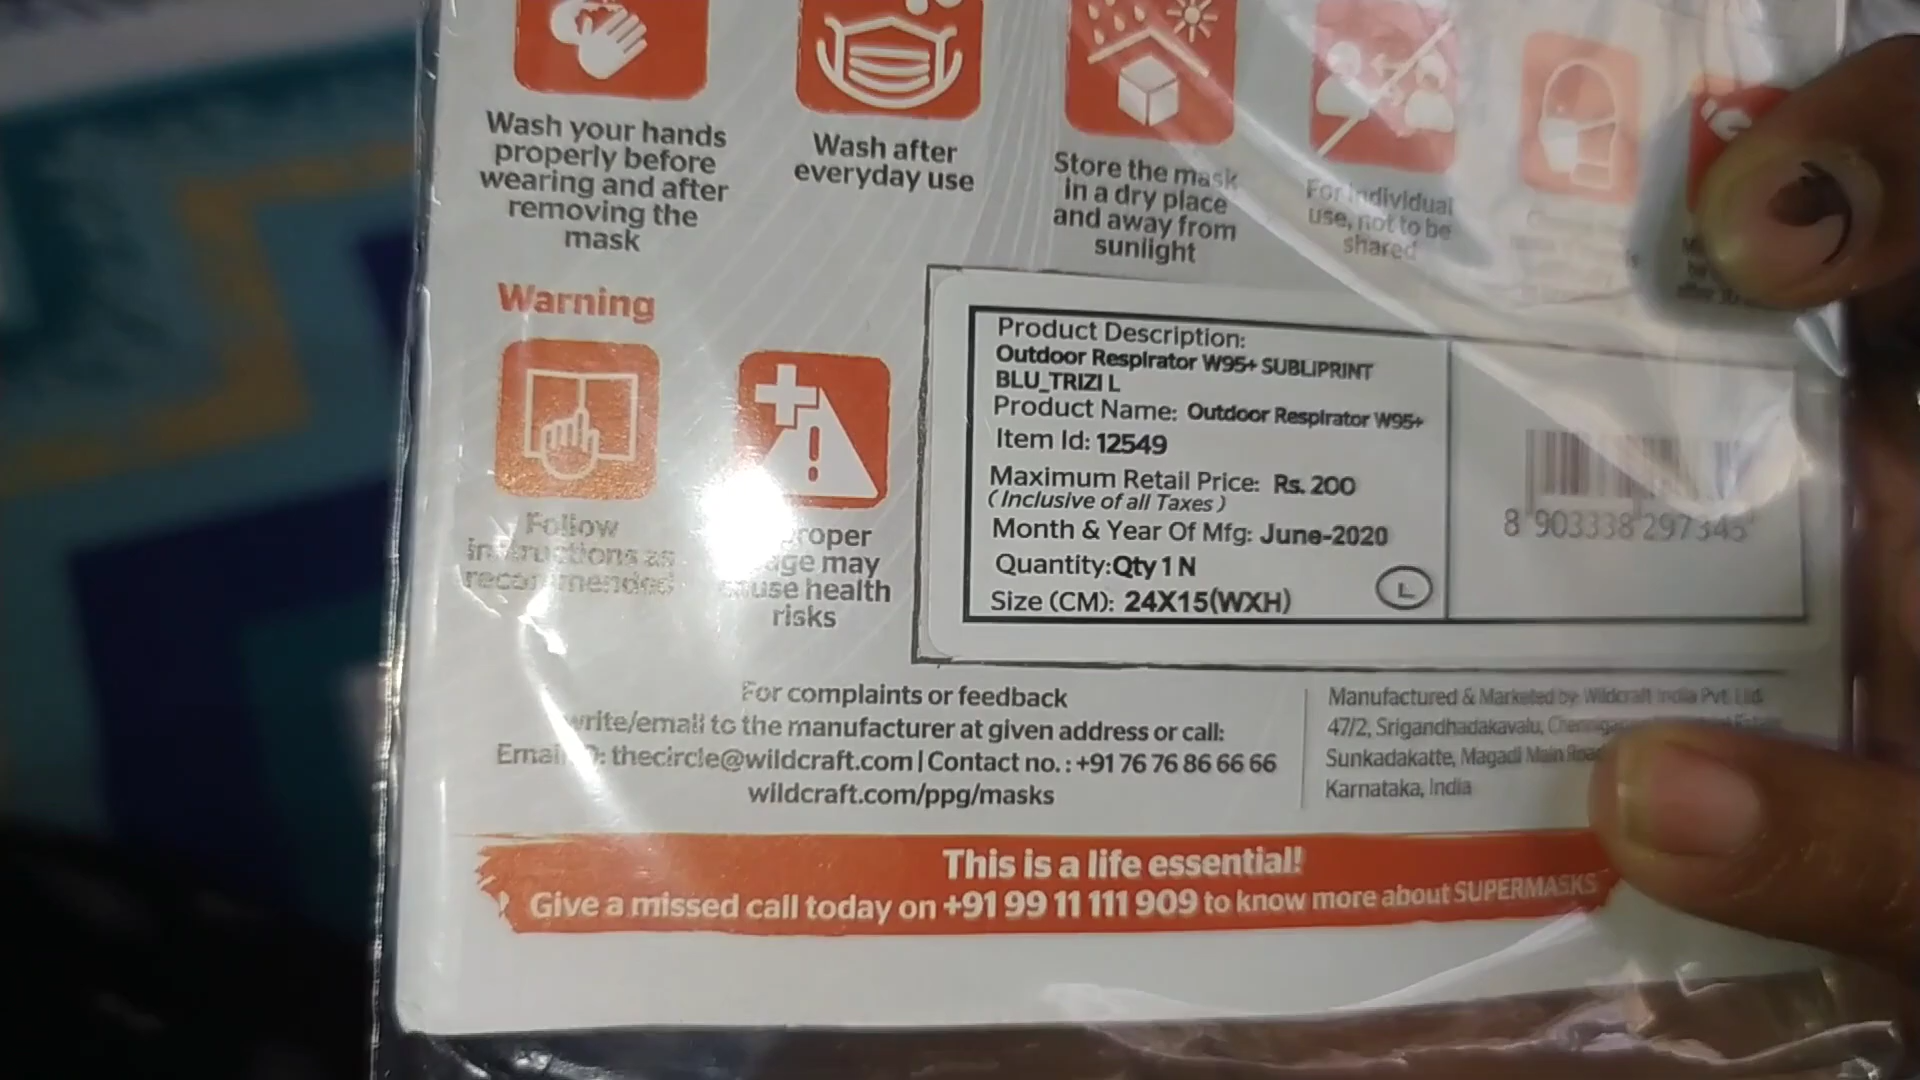 Wash your hands
properly before
wearing and after
removing the
mask
Wash after
everyday use
Store the mask
in a dry place
and away from
sunlight
For individual
use, not to be
shared
Warning
Follow
instructions as
recommended
may
health
risks
Product Description:
Outdoor Respirator W95+ SUBLIPRINT
BLU_TRIZI L
Product Name: Outdoor Respirator W95+
Item Id: 12549
Maximum Retail Price: Rs. 200
(Inclusive of all Taxes)
Month & Year Of Mfg: June-2020
Quantity:Qty 1 N
Size (CM): 24X15(WXH)
L
8 903338 297345
For complaints or feedback
write/email to the manufacturer at given address or call:
thecircle@wildcraft.com | Contact no. : +91 76 76 86 66 66
wildcraft.com/ppg/masks
Manufactured & Marketed by Wildcraft India Pvt. Ltd.
47/2, Srigandhadakavalu,
Sunkadakatte, Magadi Main Road
Karnataka, India
This is a life essential!
Give a missed call today on +91 99 11 111 909 to know more about SUPERMASKS